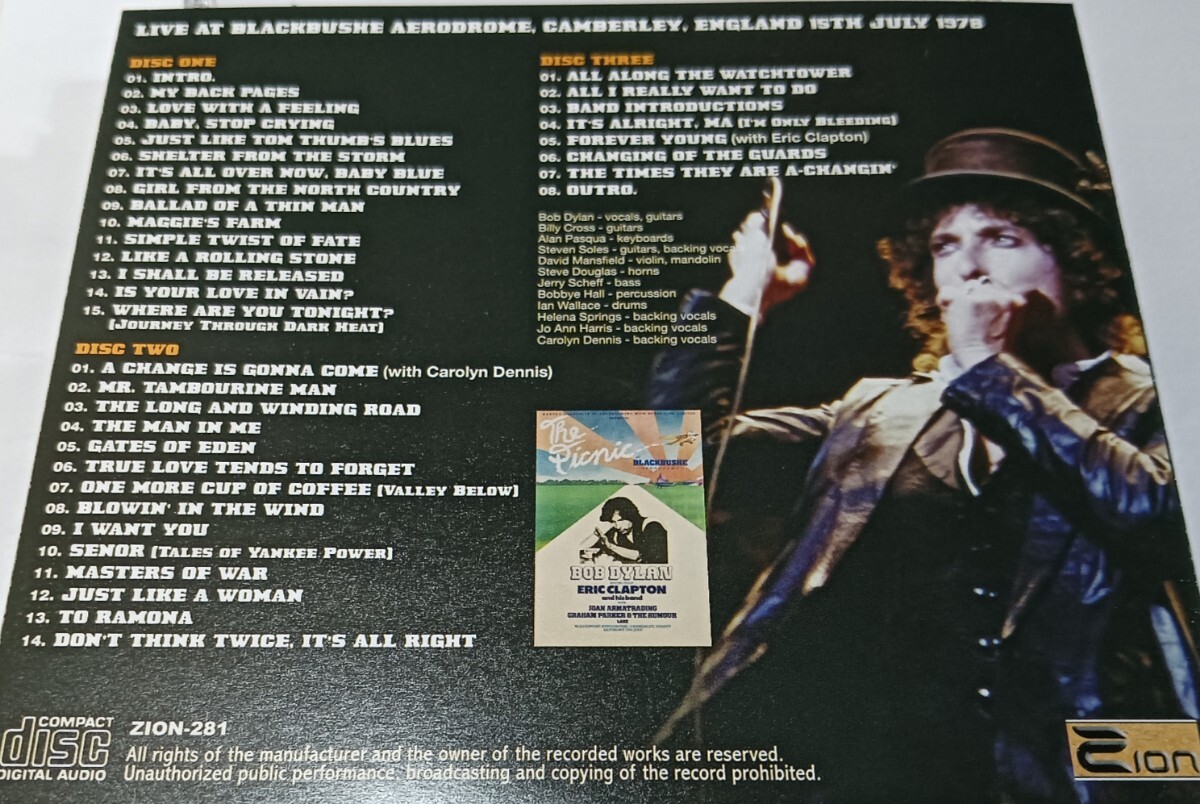 LIVE AT BLACKBUSHE AERODROME, CAMBERLEY, ENGLAND 15TH JULY 1978
DISC ONE
01. INTRO.
02. MY BACK PAGES
03. LOVE WITH A FEELING
04. BABY, STOP CRYING
05. JUST LIKE TOM THUMB'S BLUES
06. SHELTER FROM THE STORM
07. IT'S ALL OVER NOW, BABY BLUE
08. GIRL FROM THE NORTH COUNTRY
09. BALLAD OF A THIN MAN
10. MAGGIE'S FARM
11. SIMPLE TWIST OF FATE
12. LIKE A ROLLING STONE
13. I SHALL BE RELEASED
14. IS YOUR LOVE IN VAIN?
15. WHERE ARE YOU TONIGHT?
(JOURNEY THROUGH DARK HEAT)
DISC TWO
01. A CHANGE IS GONNA COME (with Carolyn Dennis)
02. MR. TAMBOURINE MAN
03. THE LONG AND WINDING ROAD
04. THE MAN IN ME
05. GATES OF EDEN
06. TRUE LOVE TENDS TO FORGET
07. ONE MORE CUP OF COFFEE (VALLEY BELOW)
08. BLOWIN' IN THE WIND
09. I WANT YOU
10. SENOR (TALES OF YANKEE POWER)
11. MASTERS OF WAR
12. JUST LIKE A WOMAN
13. TO RAMONA
14. DON'T THINK TWICE, IT'S ALL RIGHT
DISC THREE
01. ALL ALONG THE WATCHTOWER
02. ALL I REALLY WANT TO DO
03. BAND INTRODUCTIONS
04. IT'S ALRIGHT, MA (I'M ONLY BLEEDING)
05. FOREVER YOUNG (with Eric Clapton)
06. CHANGING OF THE GUARDS
07. THE TIMES THEY ARE A-CHANGIN'
08. OUTRO.
Bob Dylan - vocals, guitars
Billy Cross - guitars
Alan Pasqua - keyboards
Steven Soles - guitars, backing vocals
David Mansfield - violin, mandolin
Steve Douglas - horns
Jerry Scheff - bass
Bobbye Hall - percussion
Ian Wallace - drums
Helena Springs - backing vocals
Jo Ann Harris - backing vocals
Carolyn Dennis - backing vocals
The
Picnic
BLACKBUSHE
BOB DYLAN
ERIC CLAPTON
and his band
JOAN ARMATRADING
GRAHAM PARKER & THE RUMOUR
LAKE
COMPACT
disc
DIGITAL AUDIO
ZION-281
All rights of the manufacturer and the owner of the recorded works are reserved.
Unauthorized public performance, broadcasting and copying of the record prohibited.
Zion